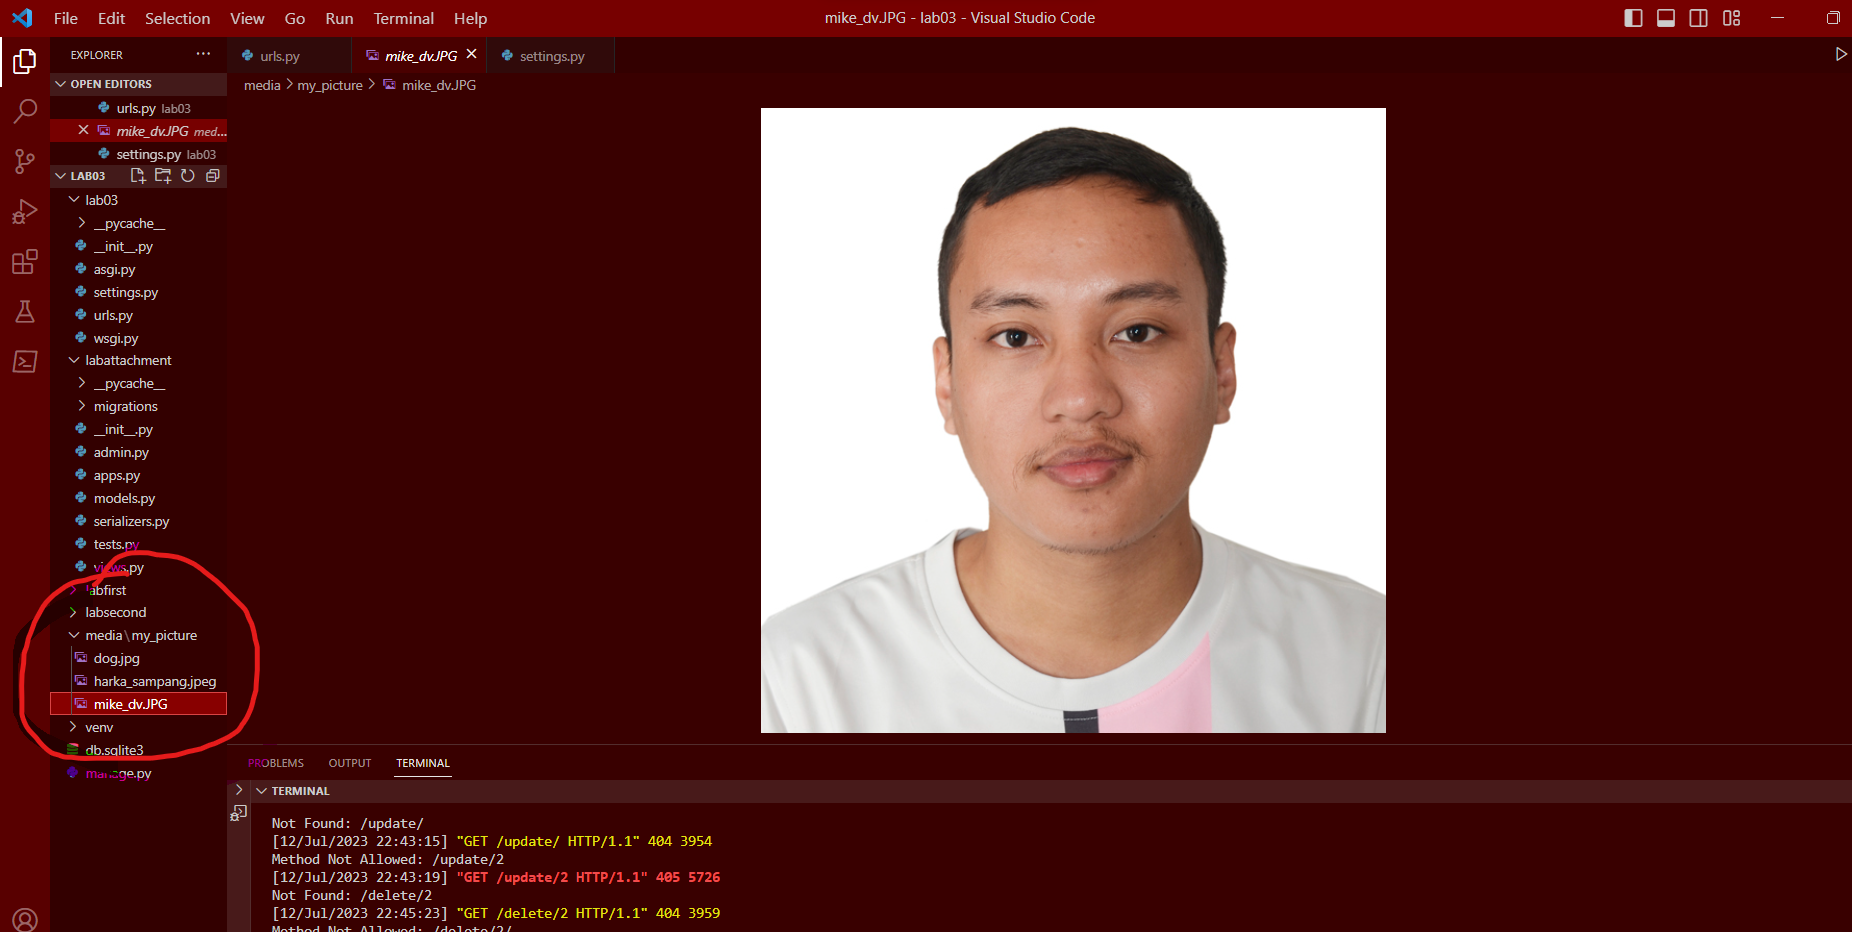 File Edit Selection View Go Run Terminal Help
mike_dv.JPG - lab03 - Visual Studio Code
EXPLORER
urls.py mike_dv.JPG settings.py
OPEN EDITORS
media my_picture mike_dv.JPG
urls.py lab03
mike_dv.JPG med...
settings.py lab03
LAB03
lab03
__pycache__
__init__.py
asgi.py
settings.py
urls.py
wsgi.py
labattachment
__pycache__
migrations
__init__.py
admin.py
apps.py
models.py
serializers.py
tests.py
views.py
labfirst
labsecond
media\my_picture
dog.jpg
harka_sampang.jpeg
mike_dv.JPG
venv
db.sqlite3
manage.py
PROBLEMS OUTPUT TERMINAL
TERMINAL
Not Found: /update/
[12/Jul/2023 22:43:15] "GET /update/ HTTP/1.1" 404 3954
Method Not Allowed: /update/2
[12/Jul/2023 22:43:19] "GET /update/2 HTTP/1.1" 405 5726
Not Found: /delete/2
[12/Jul/2023 22:45:23] "GET /delete/2 HTTP/1.1" 404 3959
Method Not Allowed: /delete/2/